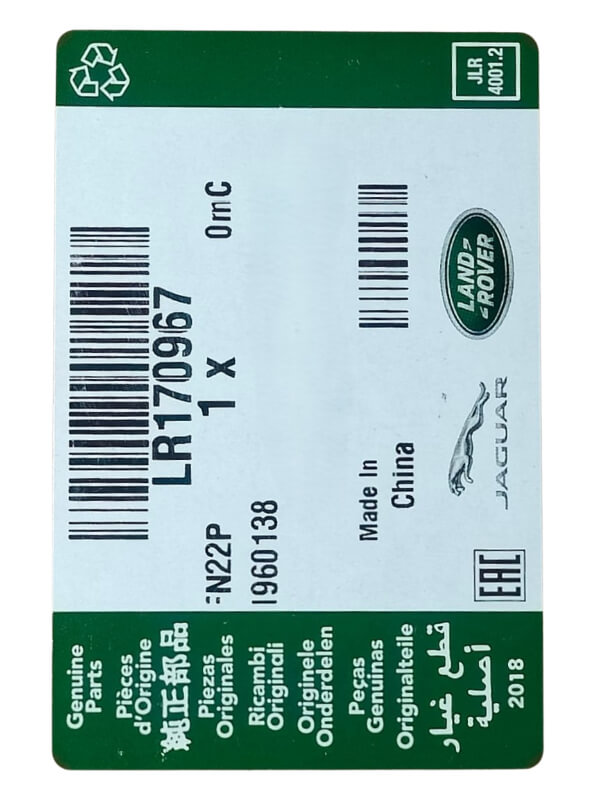 Genuine
Parts
Pièces
d'Origine
純正部品
Piezas
Originales
Ricambi
Originali
Originele
Onderdelen
Peças
Genuínas
Originalteile
قطع غيار
أصلية
2018
LR170967
1 x
0mC
N22P
1960138
Made In
China
EAC
JAGUAR
LAND
ROVER
JLR
4001.2